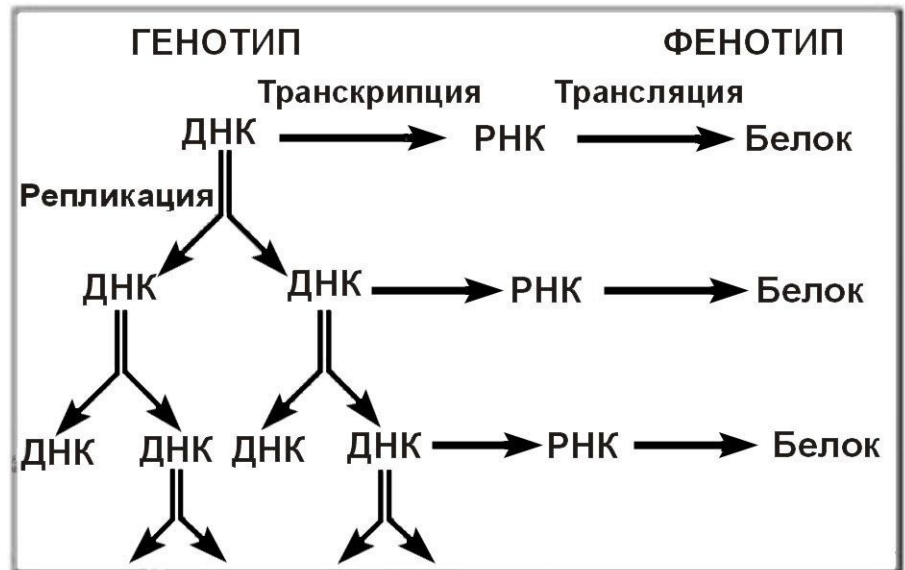 ГЕНОТИП ФЕНОТИП
Транскрипция Трансляция
ДНК РНК Белок
Репликация
ДНК ДНК РНК Белок
ДНК ДНК ДНК ДНК РНК Белок